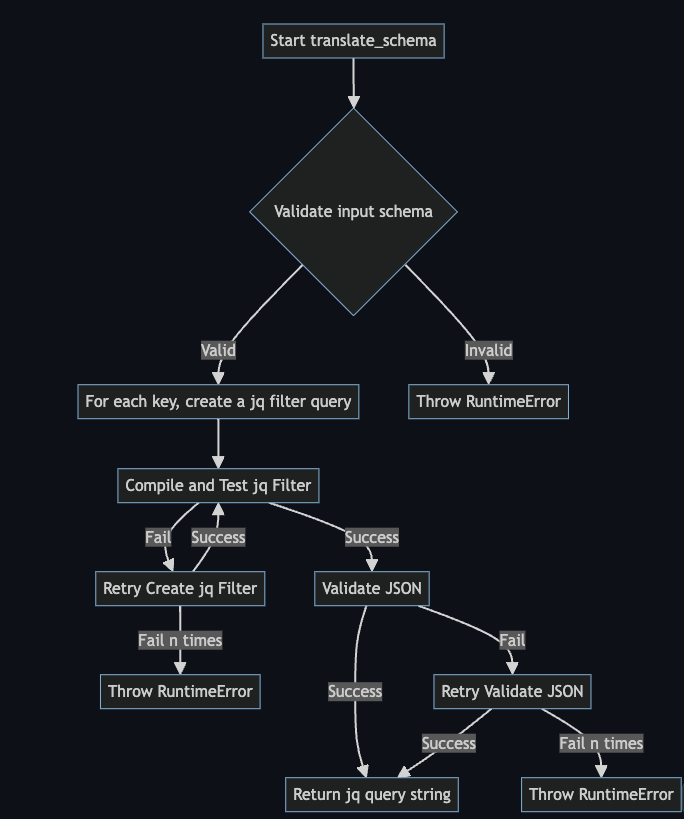 Start translate_schema
Validate input schema
Valid
Invalid
For each key, create a jq filter query
Throw RuntimeError
Compile and Test jq Filter
Fail
Success
Success
Retry Create jq Filter
Validate JSON
Fail n times
Fail
Throw RuntimeError
Success
Retry Validate JSON
Success
Fail n times
Return jq query string
Throw RuntimeError